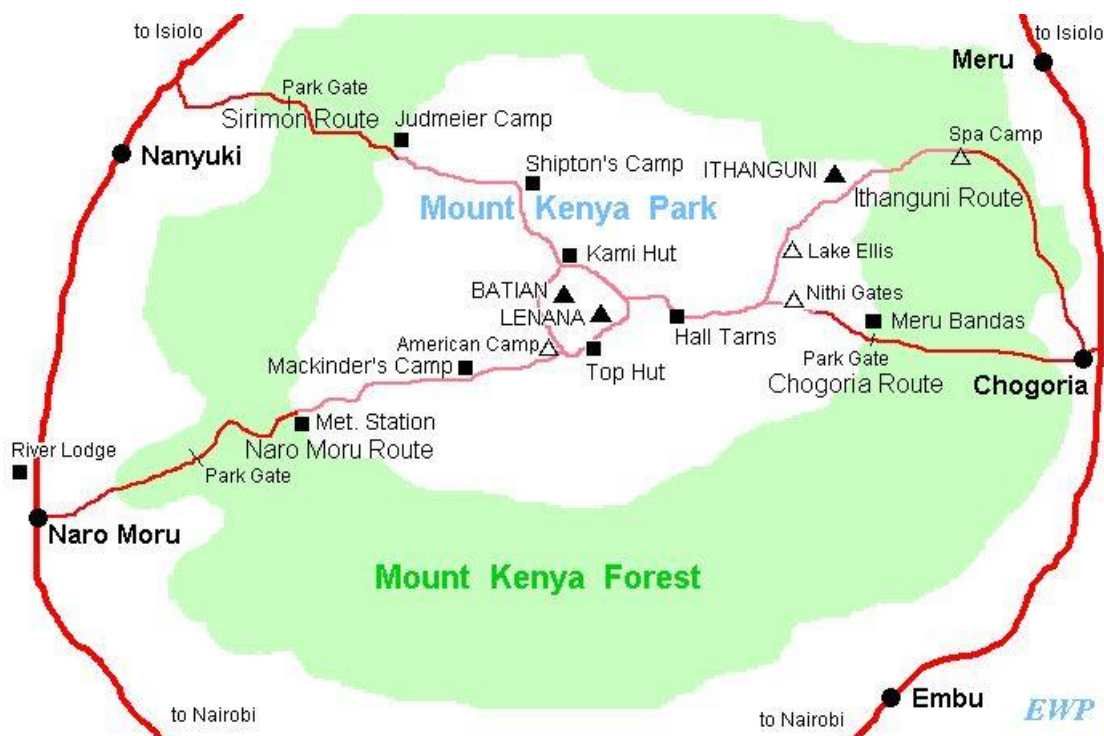 to Isiolo
to Isiolo
Meru
Park Gate
Sirimon Route
Judmeier Camp
Spa Camp
Nanyuki
Shipton's Camp
ITHANGUNI
Ithanguni Route
Mount Kenya Park
Kami Hut
Lake Ellis
BATIAN
Nithi Gates
LENANA
Meru Bandas
American Camp
Hall Tarns
Park Gate
Mackinder's Camp
Top Hut
Chogoria Route
Chogoria
Met. Station
Naro Moru Route
River Lodge
Park Gate
Naro Moru
Mount Kenya Forest
Embu
EWP
to Nairobi
to Nairobi